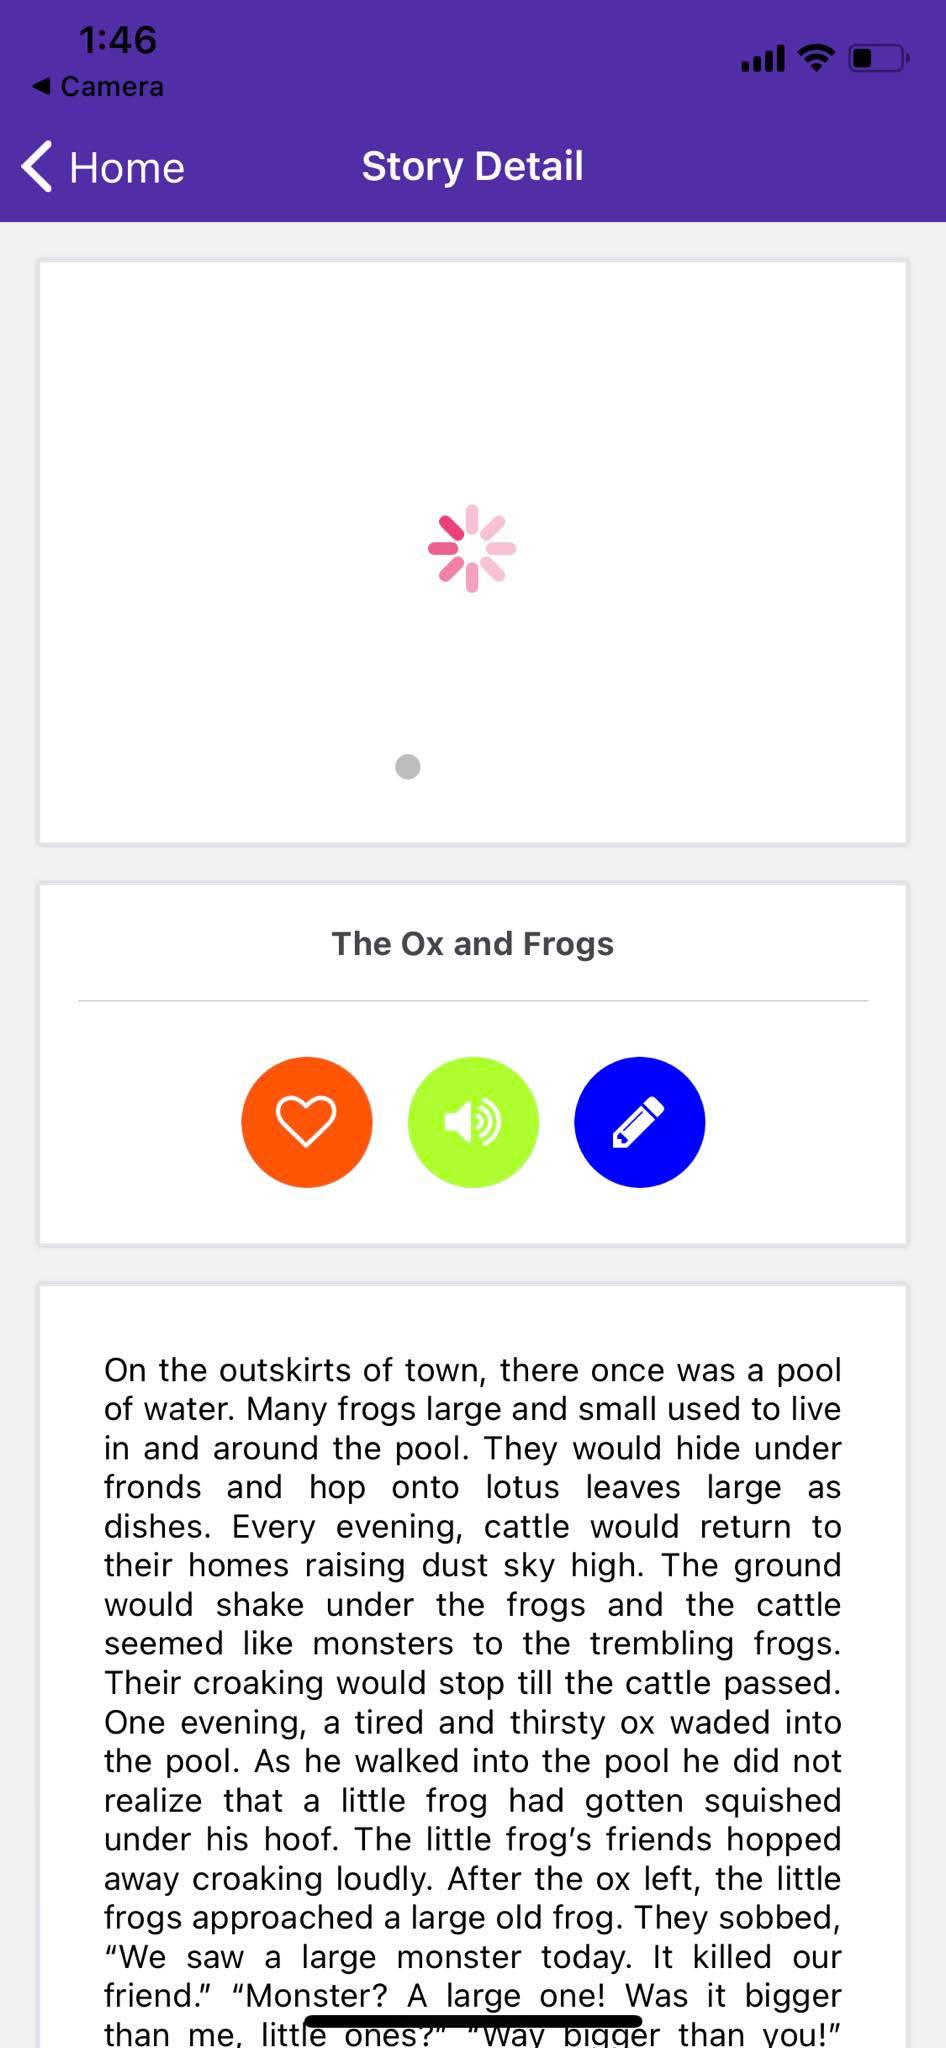 1:46
Camera
Home
Story Detail
The Ox and Frogs
On the outskirts of town, there once was a pool
of water. Many frogs large and small used to live
in and around the pool. They would hide under
fronds and hop onto lotus leaves large as
dishes. Every evening, cattle would return to
their homes raising dust sky high. The ground
would shake under the frogs and the cattle
seemed like monsters to the trembling frogs.
Their croaking would stop till the cattle passed.
One evening, a tired and thirsty ox waded into
the pool. As he walked into the pool he did not
realize that a little frog had gotten squished
under his hoof. The little frog’s friends hopped
away croaking loudly. After the ox left, the little
frogs approached a large old frog. They sobbed,
“We saw a large monster today. It killed our
friend.” “Monster? A large one! Was it bigger
than me, little ones?” “Way bigger than you!”